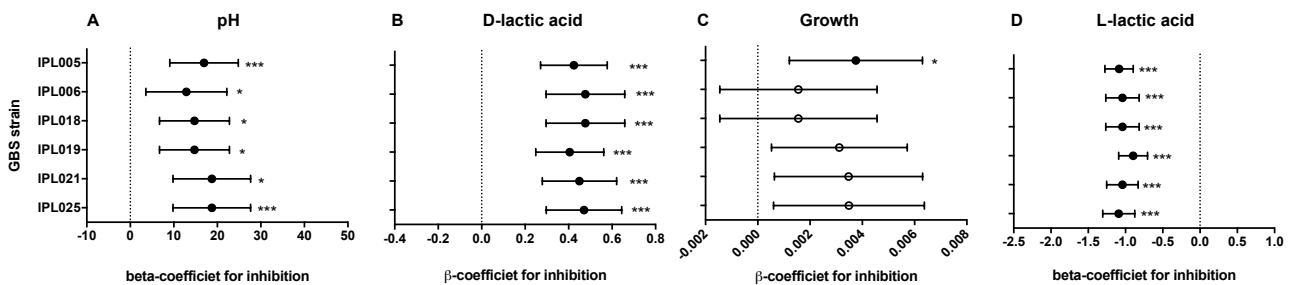 A pH
B D-lactic acid
C Growth
D L-lactic acid
GBS strain
IPL005
IPL006
IPL018
IPL019
IPL021
IPL025
***
*
*
*
*
***
-10 0 10 20 30 40 50
beta-coefficiet for inhibition
***
***
***
***
***
***
-0.4 -0.2 0.0 0.2 0.4 0.6 0.8
β-coefficiet for inhibition
*
-0.002 0.000 0.002 0.004 0.006 0.008
β-coefficiet for inhibition
***
***
***
***
***
***
-2.5 -2.0 -1.5 -1.0 -0.5 0.0 0.5 1.0
beta-coefficiet for inhibition